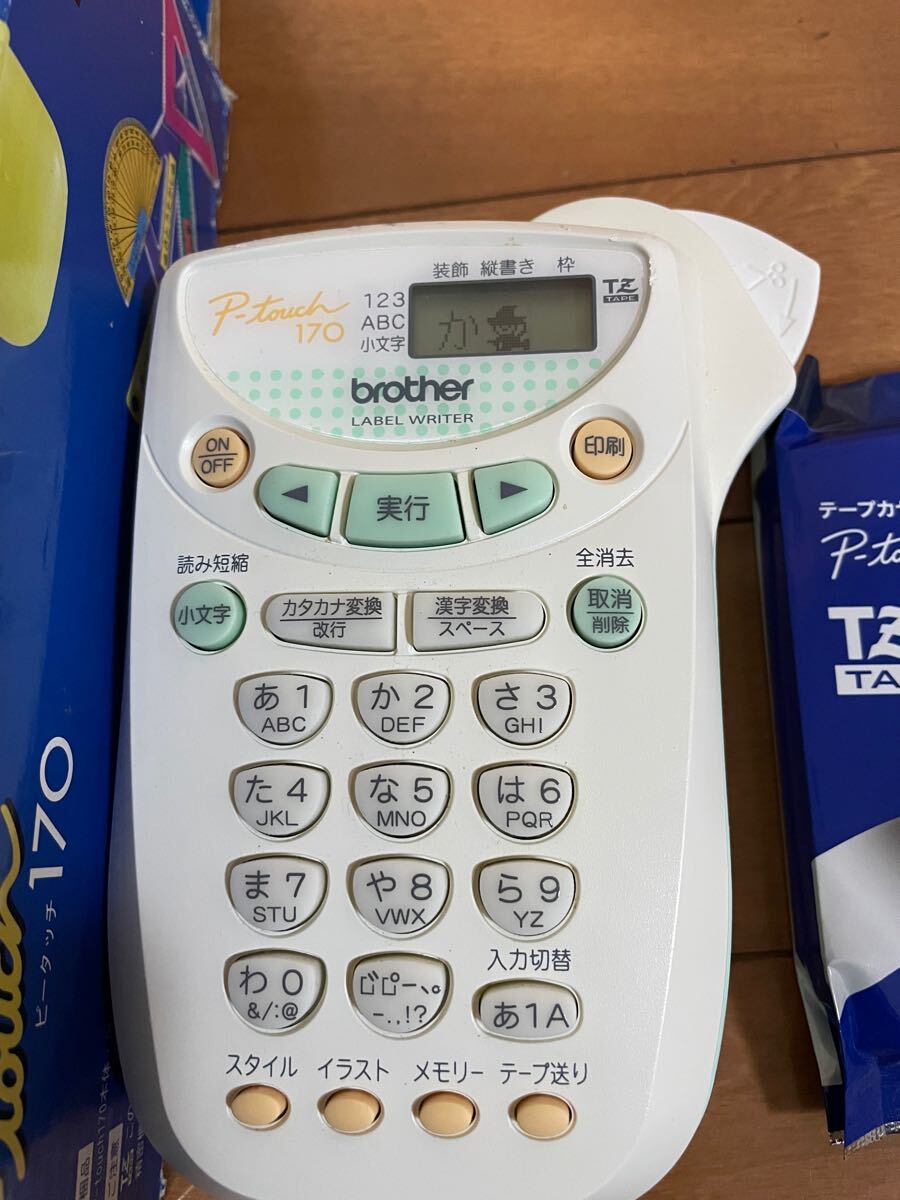 装飾 縦書き 枠
P-touch
170
123
ABC
小文字
か
TZ
TAPE
brother
LABEL WRITER
ON
OFF
印刷
実行
読み短縮
全消去
小文字
カタカナ変換
改行
漢字変換
スペース
取消
削除
あ1
ABC
か2
DEF
さ3
GHI
た4
JKL
な5
MNO
は6
PQR
ま7
STU
や8
VWX
ら9
YZ
入力切替
わ0
&/:@
゛゜ー、。
-.,!?
あ1A
スタイル
イラスト
メモリー
テープ送り
170
ピータッチ
テープカ
P-to
TZ
TA